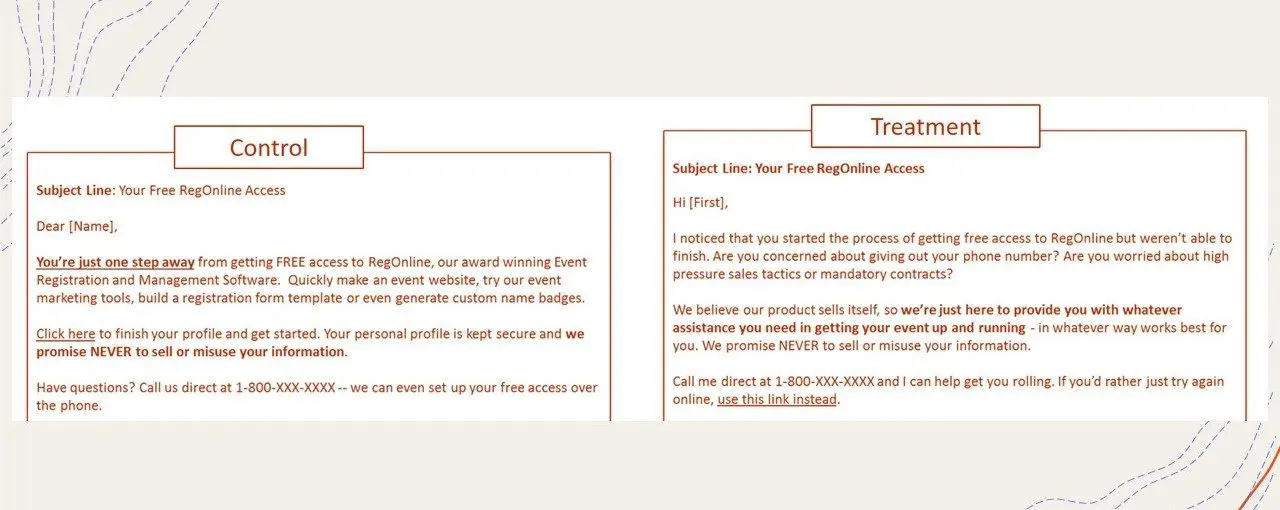 Control
Subject Line: Your Free RegOnline Access
Dear [Name],
You’re just one step away from getting FREE access to RegOnline, our award winning Event
Registration and Management Software.  Quickly make an event website, try our event
marketing tools, build a registration form template or even generate custom name badges.
Click here to finish your profile and get started. Your personal profile is kept secure and we
promise NEVER to sell or misuse your information.
Have questions? Call us direct at 1-800-XXX-XXXX -- we can even set up your free access over
the phone.
Treatment
Subject Line: Your Free RegOnline Access
Hi [First],
I noticed that you started the process of getting free access to RegOnline but weren’t able to
finish. Are you concerned about giving out your phone number? Are you worried about high
pressure sales tactics or mandatory contracts?
We believe our product sells itself, so we’re just here to provide you with whatever
assistance you need in getting your event up and running - in whatever way works best for
you. We promise NEVER to sell or misuse your information.
Call me direct at 1-800-XXX-XXXX and I can help get you rolling. If you’d rather just try again
online, use this link instead.